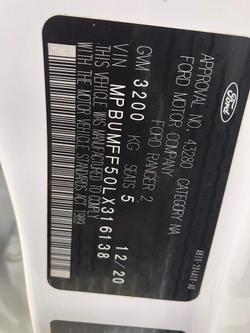 Ford
APPROVAL NO. 43280 CATEGORY NA
FORD MOTOR COMPANY
FORD RANGER 2
GVM 3200 KG SEATS 5 12/20
VIN MPBUMFF50LX316138
THIS VEHICLE WAS MANUFACTURED TO COMPLY WITH
THE MOTOR VEHICLE STANDARDS ACT 1989